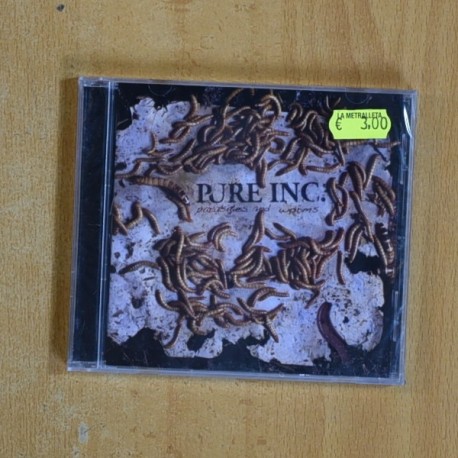 LA METRALLETA
€ 3,00
PURE INC.
parasites and worms